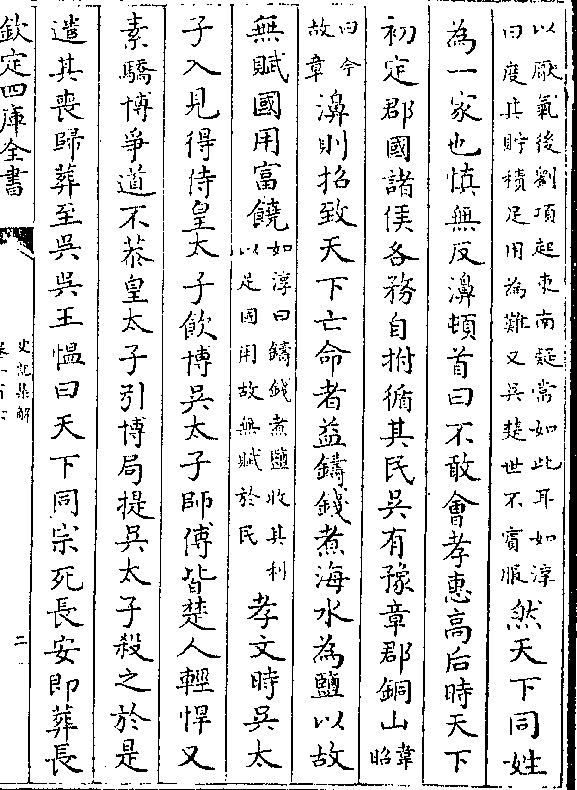 以厭氣後劉項起東南疑當如此耳如淳
曰度其貯積足用為難又吳楚世不賓服
然天下同姓
為一家也慎無反濞頓首曰不敢會孝惠高后時天下
初定郡國諸侯各務自拊循其民吳有豫章郡銅山
韋昭
曰今
故章
濞則招致天下亡命者益鑄錢煮海水為鹽以故
無賦國用富饒
如淳曰鑄錢煮鹽收其利
以足國用故無賦於民
孝文時吳太
子入見得侍皇太子飲博吳太子師傅皆楚人輕悍又
素驕博爭道不恭皇太子引博局提吳太子殺之於是
遣其喪歸葬至吳吳王慍曰天下同宗死長安即葬長
欽定四庫全書
史記集解
二